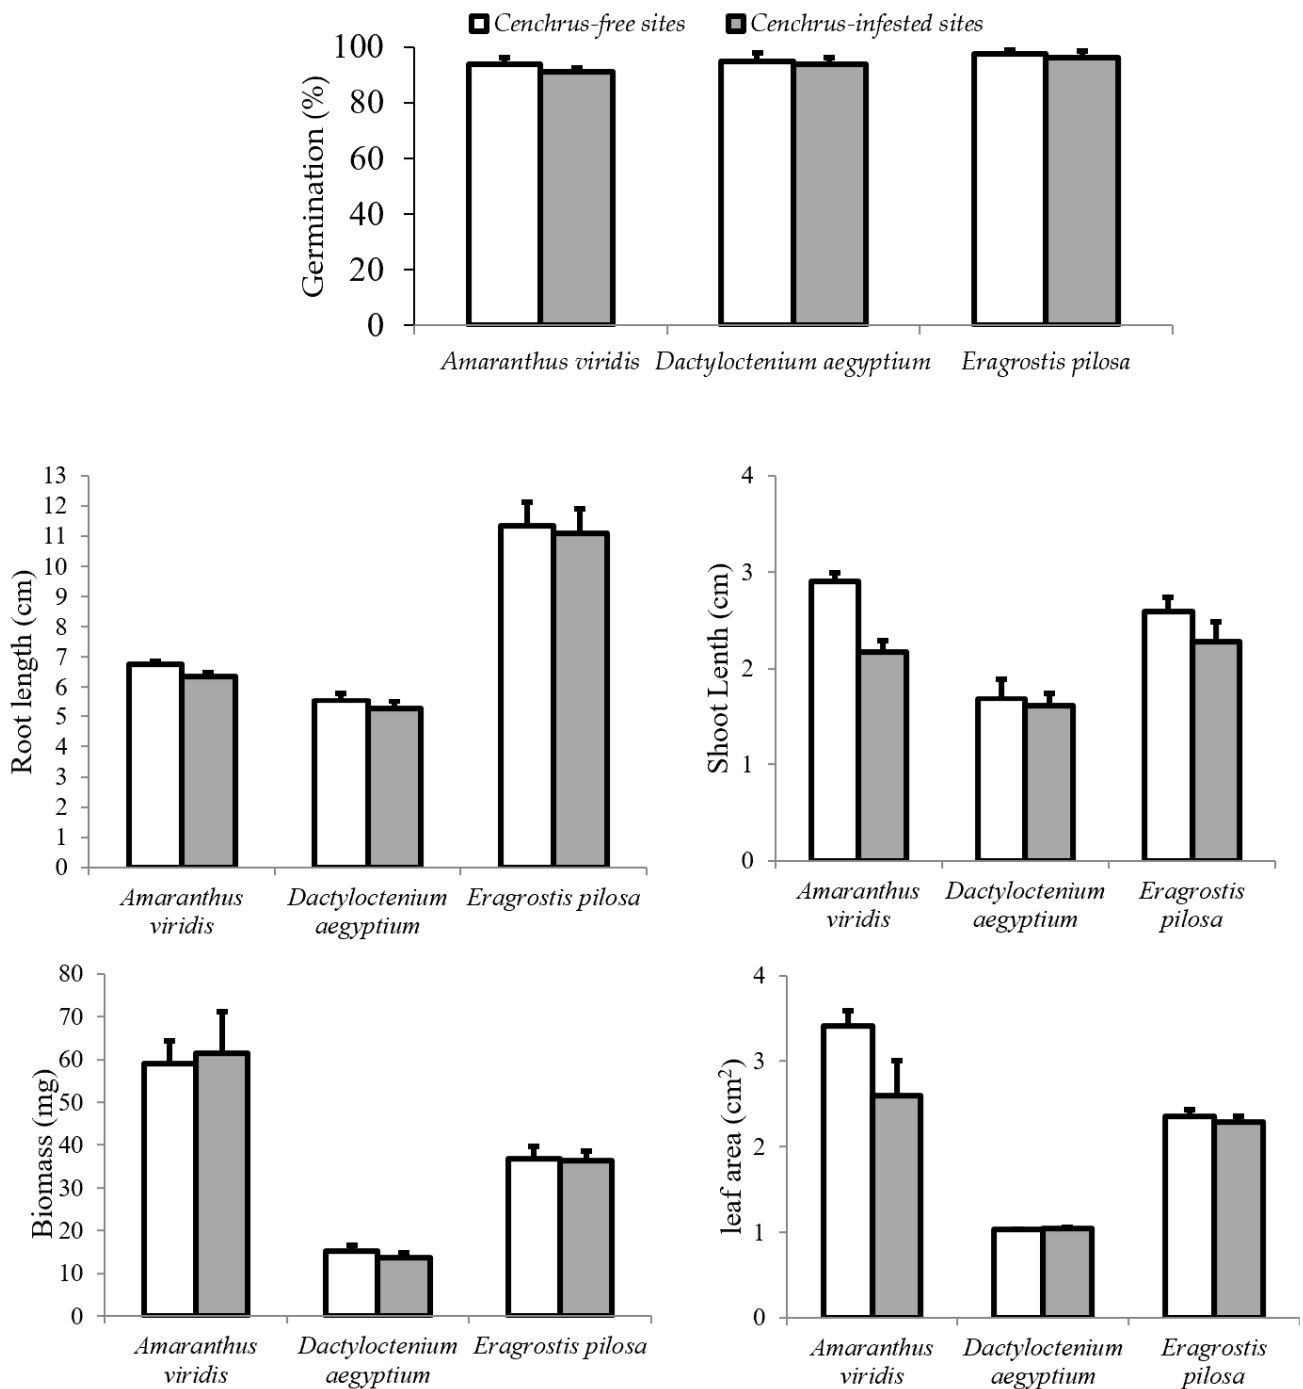 Cenchrus-free sites Cenchrus-infested sites
Germination (%)
100
80
60
40
20
0
Amaranthus viridis Dactyloctenium aegyptium Eragrostis pilosa
Root length (cm)
13
12
11
10
9
8
7
6
5
4
3
2
1
0
Amaranthus viridis
Dactyloctenium aegyptium
Eragrostis pilosa
Shoot Lenth (cm)
4
3
2
1
0
Amaranthus
viridis
Dactyloctenium
aegyptium
Eragrostis
pilosa
Biomass (mg)
80
70
60
50
40
30
20
10
0
Amaranthus
viridis
Dactyloctenium
aegyptium
Eragrostis pilosa
leaf area (cm²)
4
3
2
1
0
Amaranthus
viridis
Dactyloctenium
aegyptium
Eragrostis
pilosa